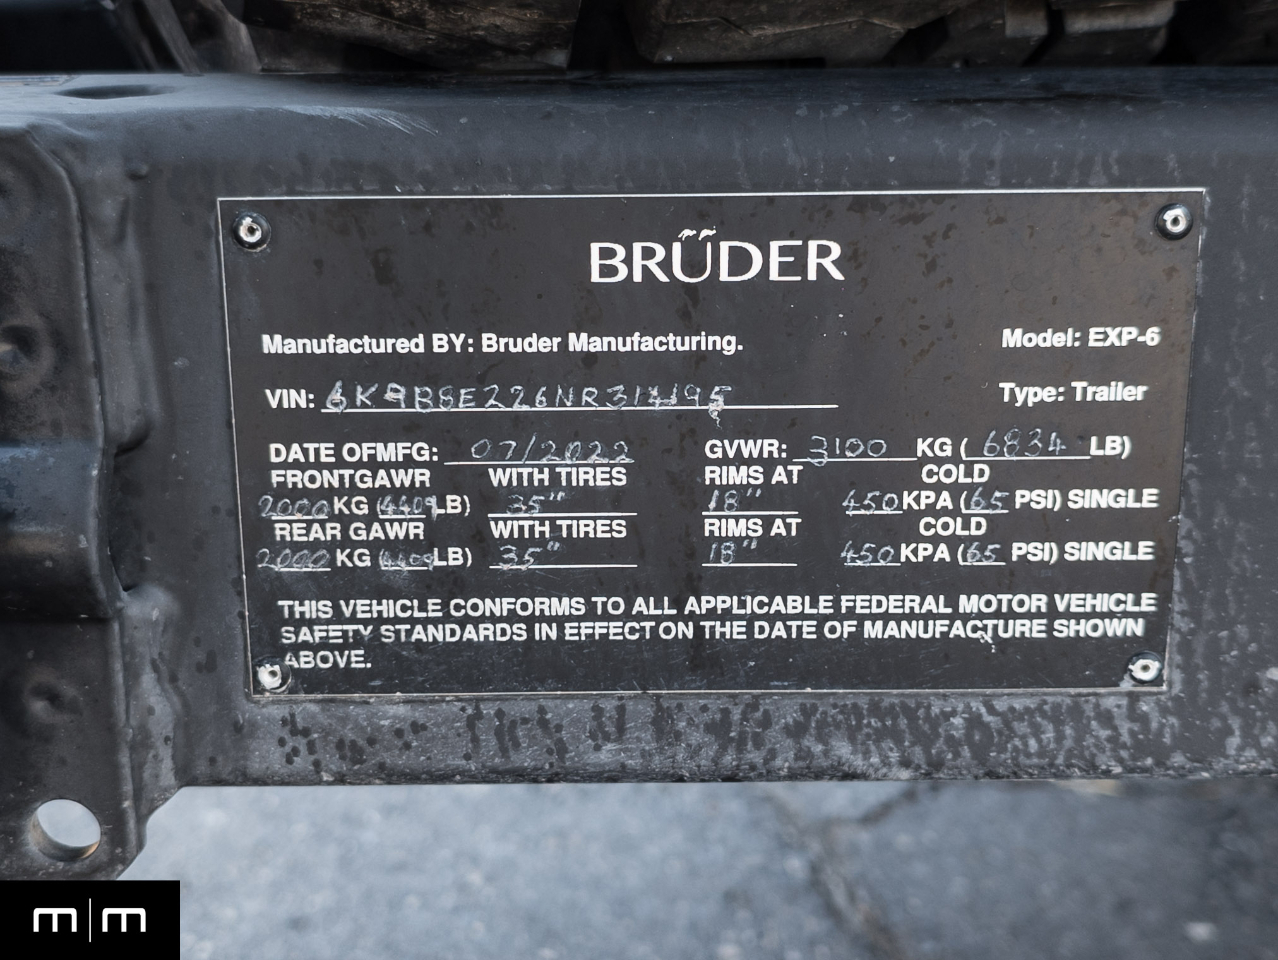 BRÜDER
Manufactured BY: Bruder Manufacturing. Model: EXP-6
VIN: Type: Trailer
DATE OFMFG: 07/2022 GVWR: 3100 KG (6834 LB)
FRONTGAWR WITH TIRES RIMS AT COLD
2000 KG (4409 LB) 35" 18" 450 KPA (65 PSI) SINGLE
REAR GAWR WITH TIRES RIMS AT COLD
2000 KG (4409 LB) 35" 18" 450 KPA (65 PSI) SINGLE
THIS VEHICLE CONFORMS TO ALL APPLICABLE FEDERAL MOTOR VEHICLE
SAFETY STANDARDS IN EFFECT ON THE DATE OF MANUFACTURE SHOWN
ABOVE.
m|m